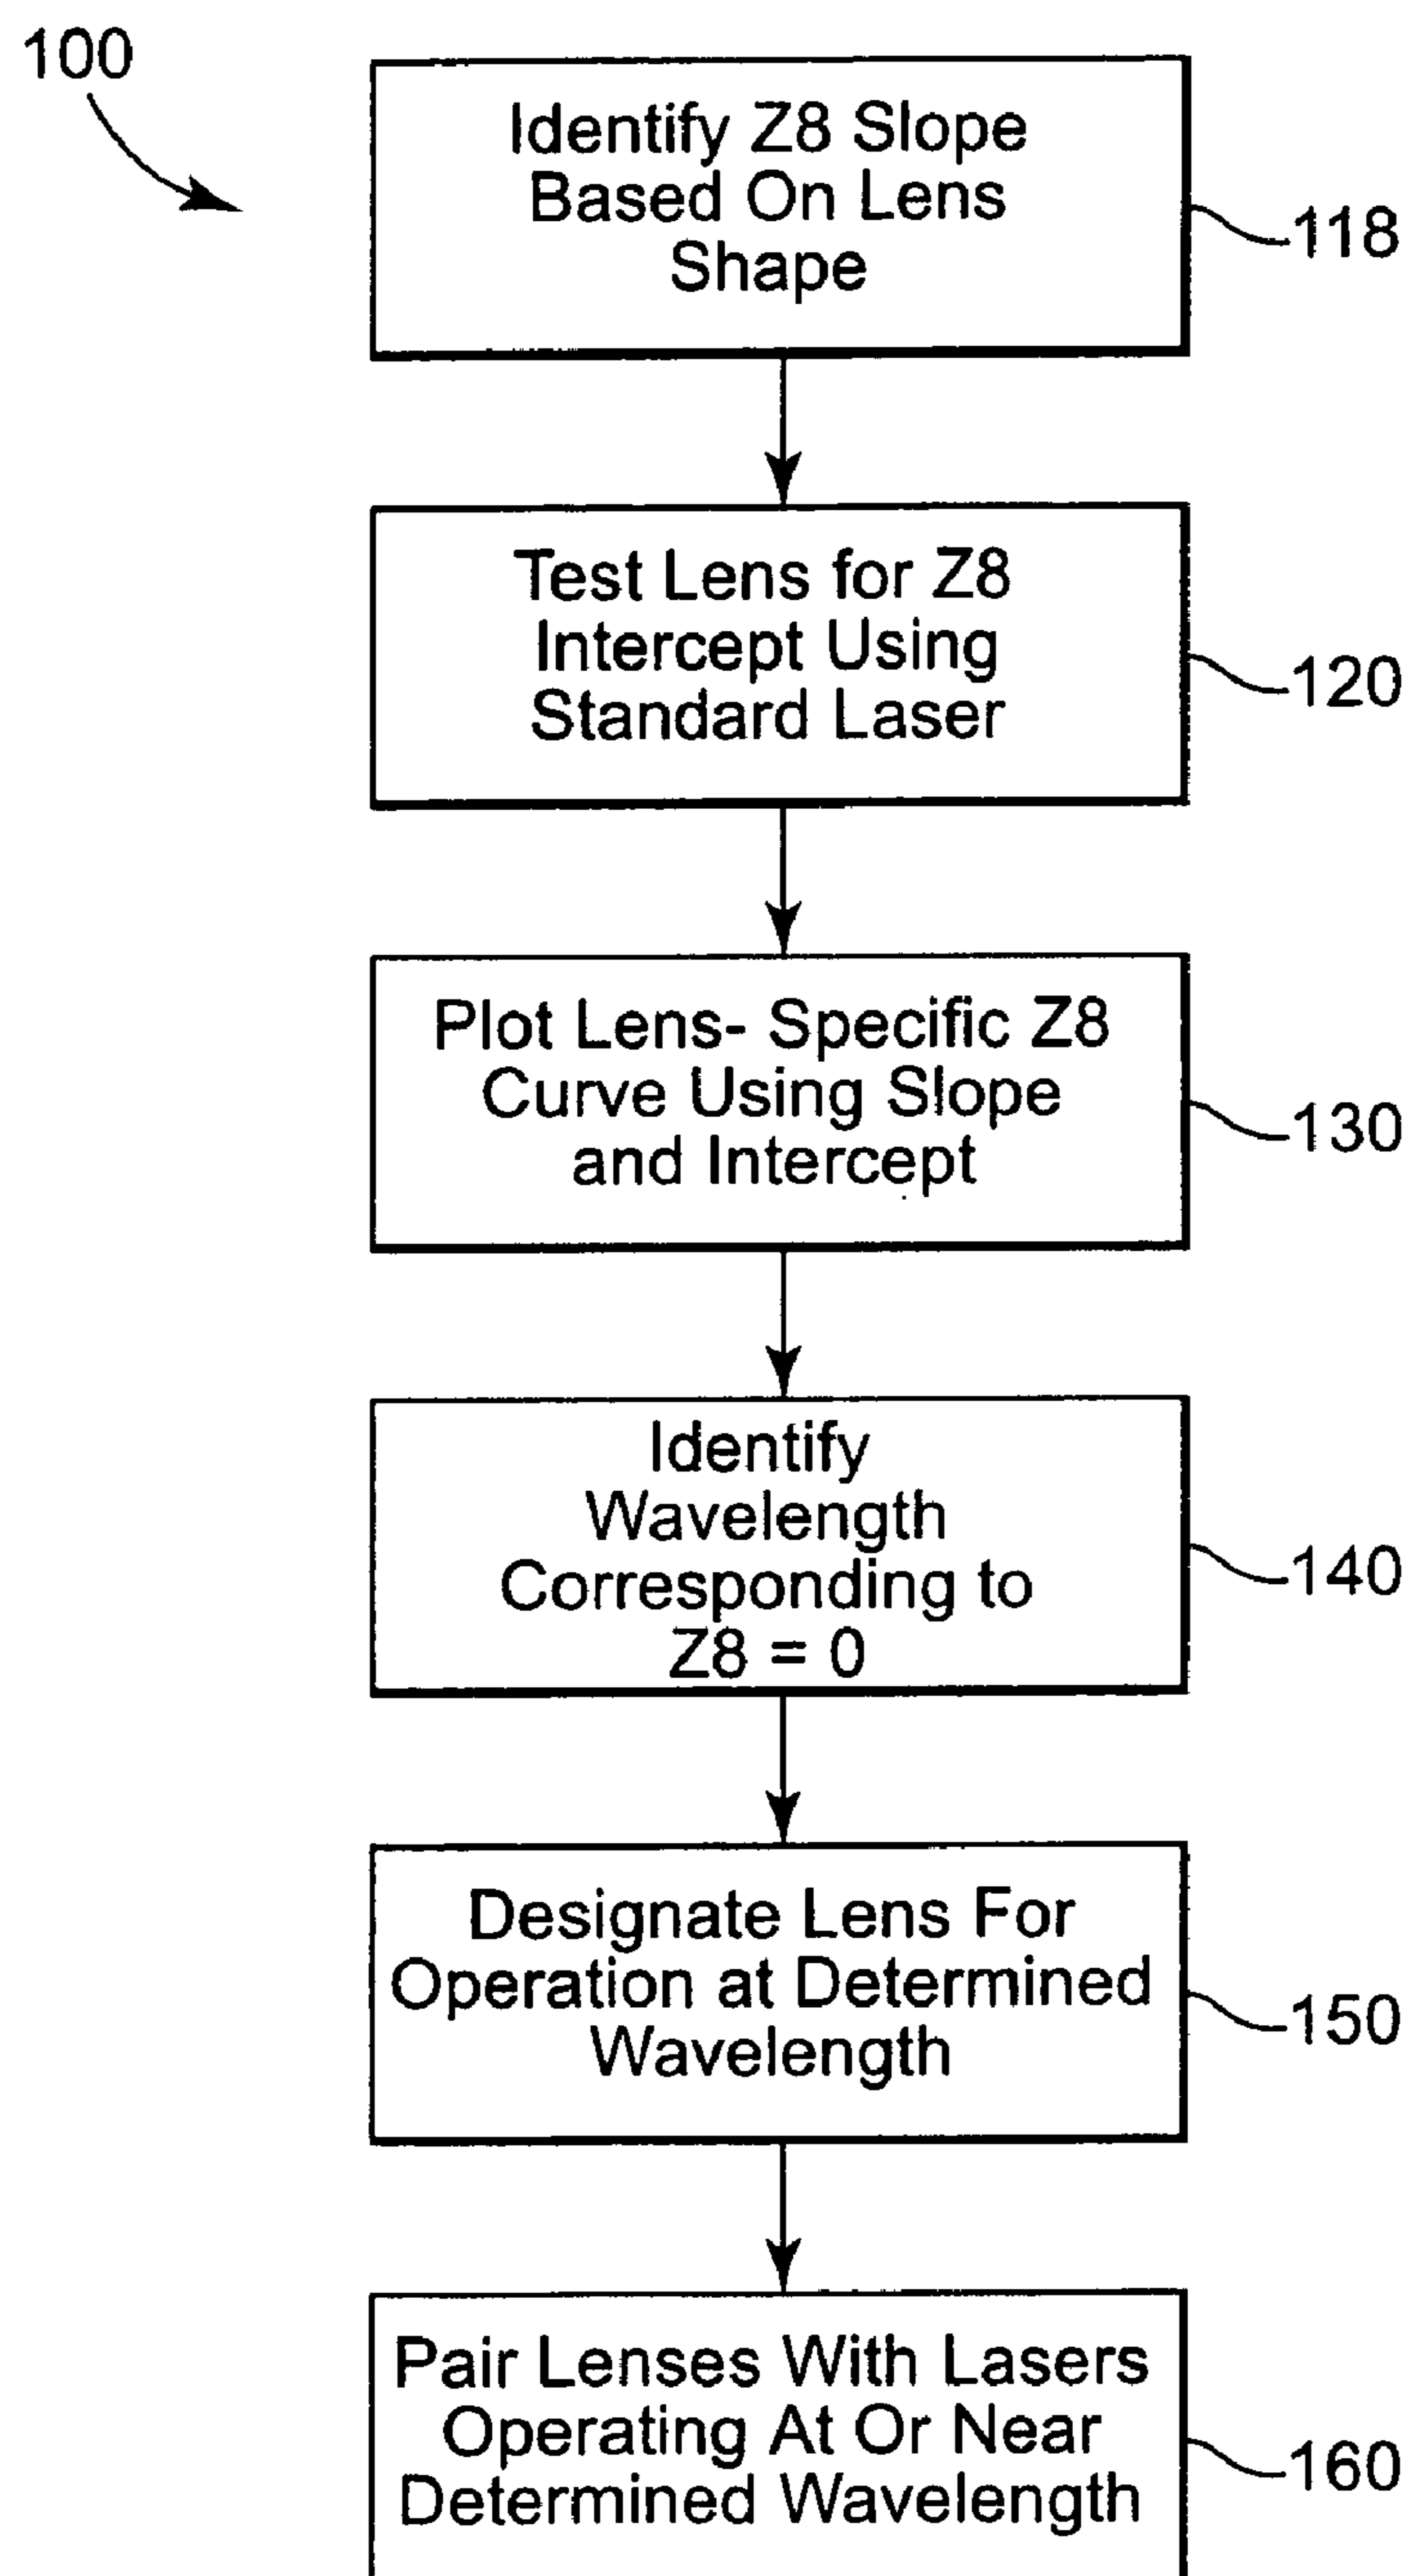 100
Identify Z8 Slope
Based On Lens
Shape
118
Test Lens for Z8
Intercept Using
Standard Laser
120
Plot Lens- Specific Z8
Curve Using Slope
and Intercept
130
Identify
Wavelength
Corresponding to
Z8 = 0
140
Designate Lens For
Operation at Determined
Wavelength
150
Pair Lenses With Lasers
Operating At Or Near
Determined Wavelength
160